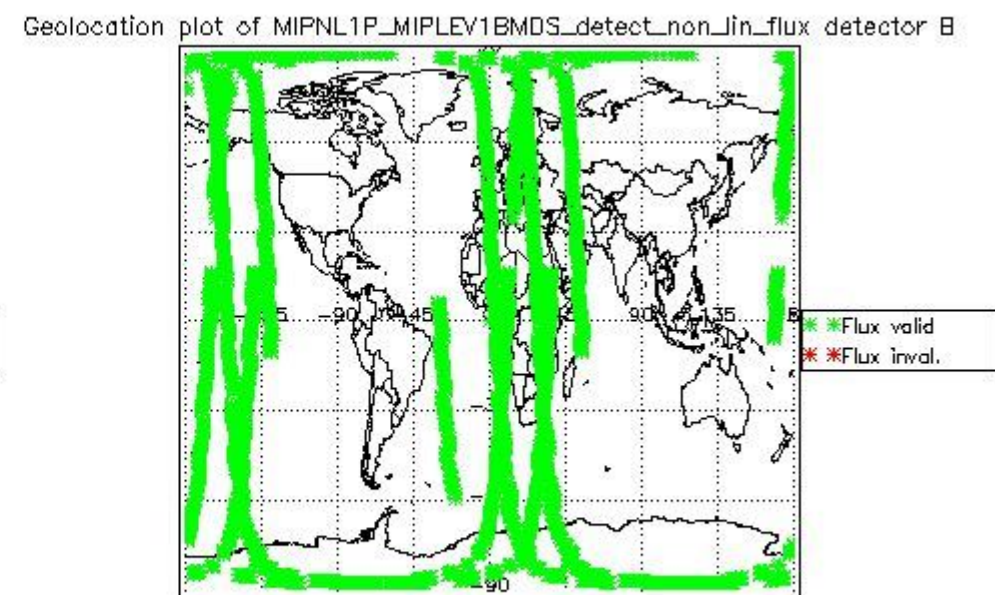 Geolocation plot of MIPNL1P_MIPLEV1BMDS_detect_non_lin_flux detector B
-90
45
90
135
Flux valid
Flux inval.
-90